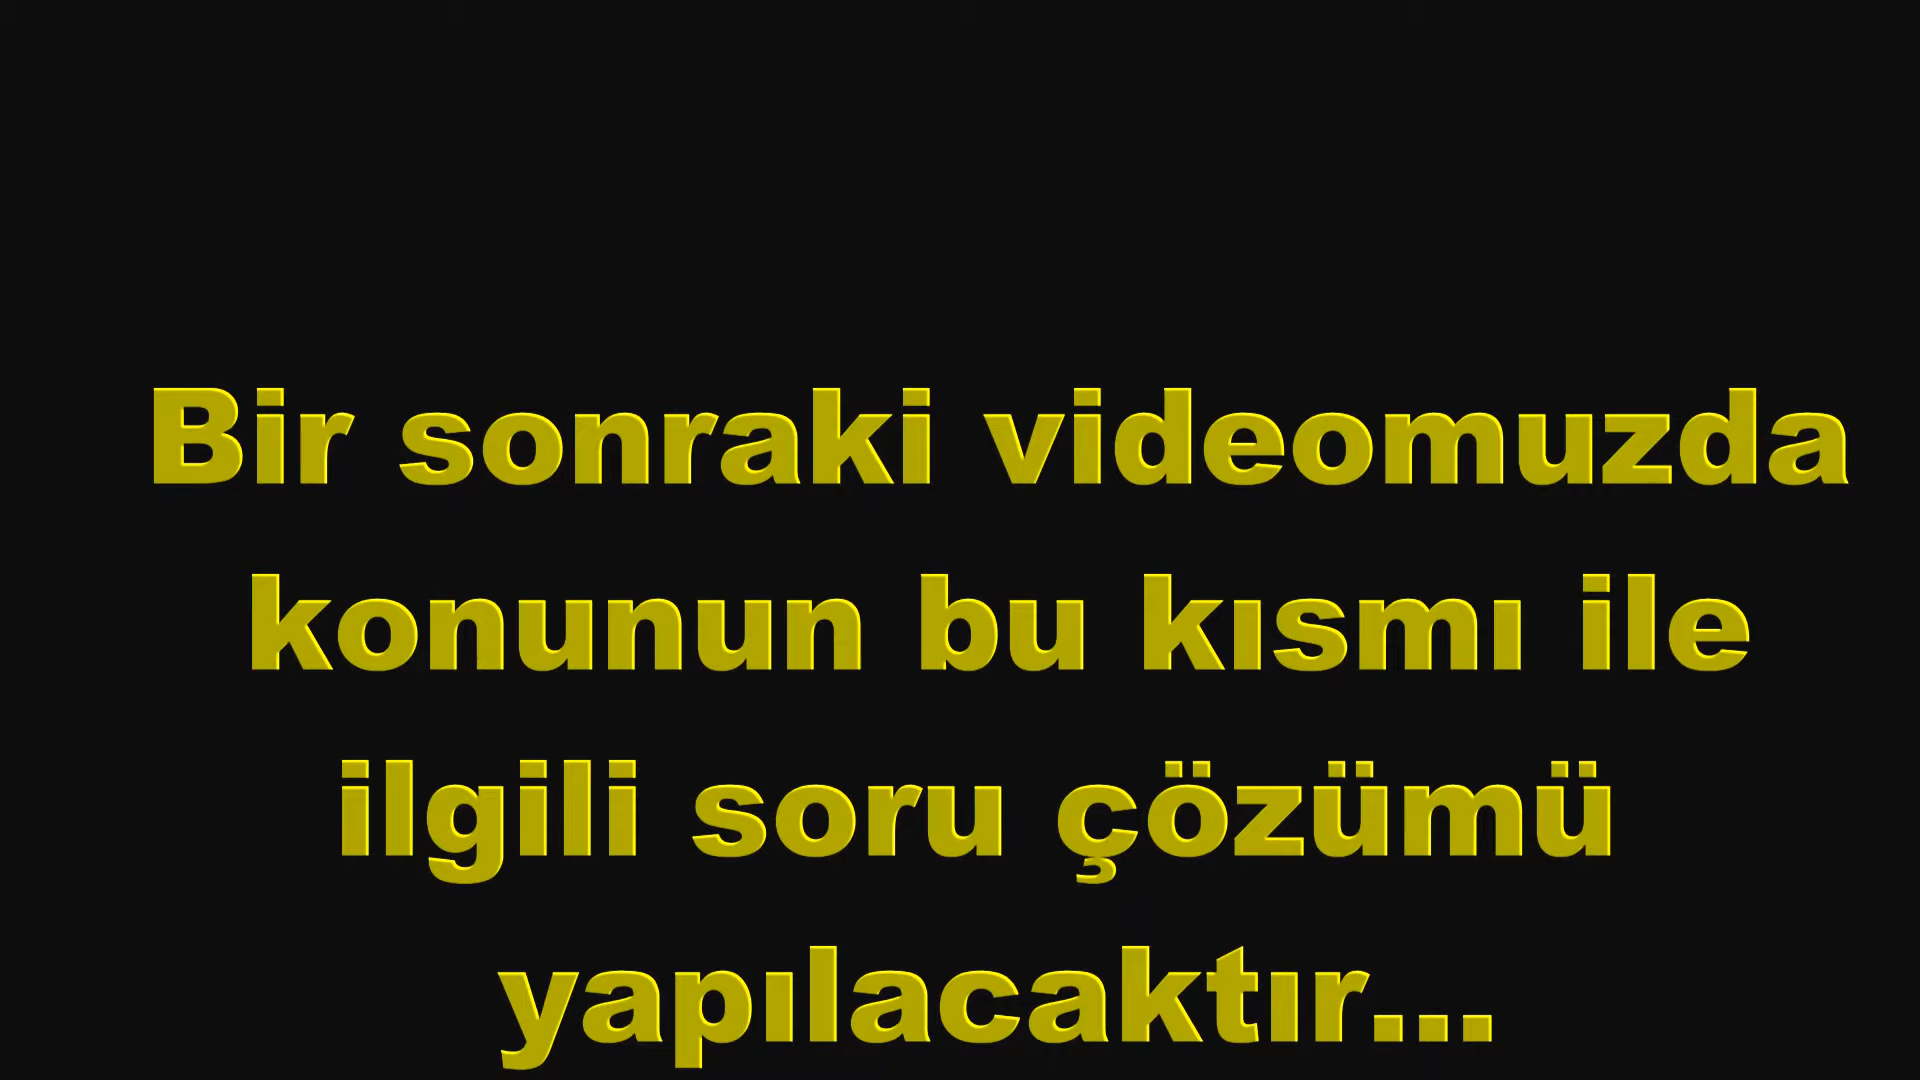 Bir sonraki videomuzda
konunun bu kısmı ile
ilgili soru çözümü
yapılacaktır...